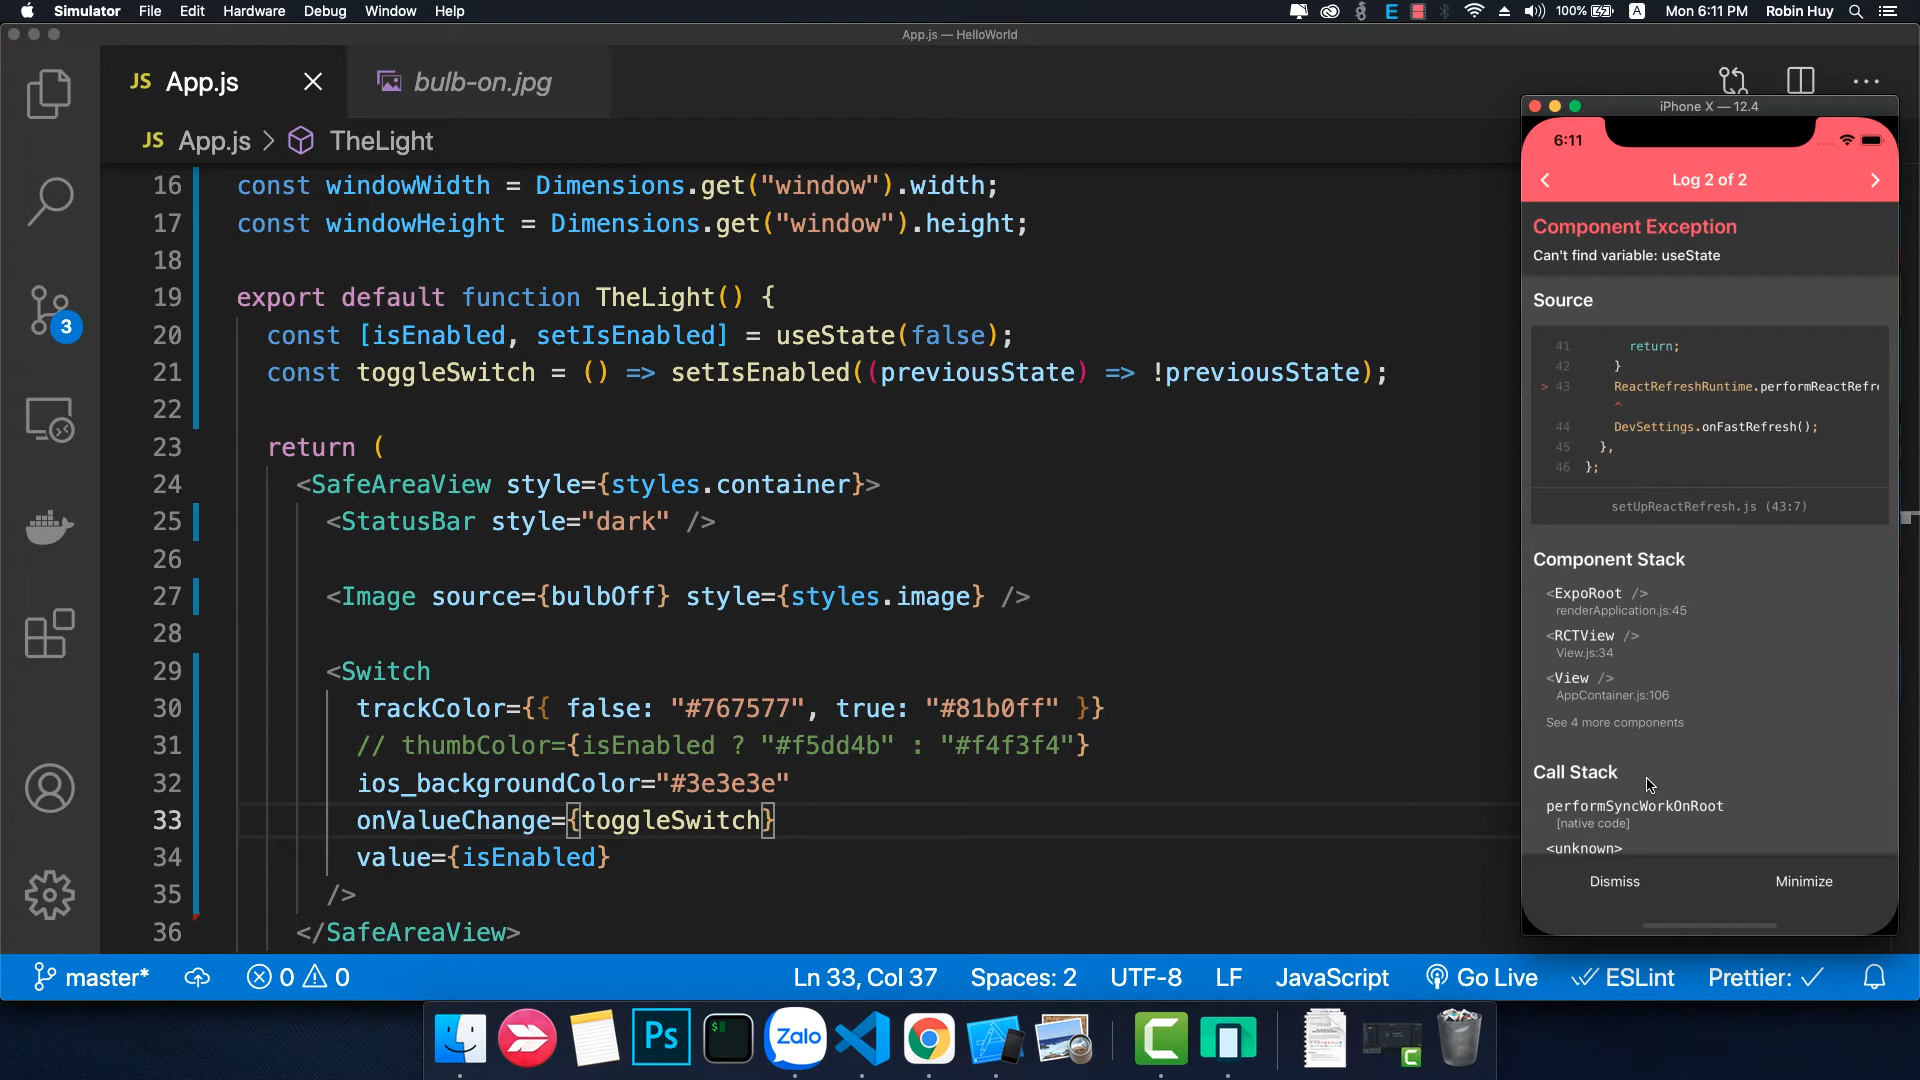 Simulator File Edit Hardware Debug Window Help
100% A Mon 6:11 PM Robin Huy
App.js — HelloWorld
JS App.js
bulb-on.jpg
JS App.js > TheLight
16 const windowWidth = Dimensions.get("window").width;
17 const windowHeight = Dimensions.get("window").height;
18
19 export default function TheLight() {
20 const [isEnabled, setIsEnabled] = useState(false);
21 const toggleSwitch = () => setIsEnabled((previousState) => !previousState);
22
23 return (
24 <SafeAreaView style={styles.container}>
25 <StatusBar style="dark" />
26
27 <Image source={bulbOff} style={styles.image} />
28
29 <Switch
30 trackColor={{ false: "#767577", true: "#81b0ff" }}
31 // thumbColor={isEnabled ? "#f5dd4b" : "#f4f3f4"}
32 ios_backgroundColor="#3e3e3e"
33 onValueChange={toggleSwitch}
34 value={isEnabled}
35 />
36 </SafeAreaView>
3
iPhone X — 12.4
6:11
Log 2 of 2
Component Exception
Can't find variable: useState
Source
41 return;
42 }
> 43 ReactRefreshRuntime.performReactRefre
^
44 DevSettings.onFastRefresh();
45 },
46 };
setUpReactRefresh.js (43:7)
Component Stack
<ExpoRoot />
renderApplication.js:45
<RCTView />
View.js:34
<View />
AppContainer.js:106
See 4 more components
Call Stack
performSyncWorkOnRoot
[native code]
<unknown>
Dismiss Minimize
master* 0 0 Ln 33, Col 37 Spaces: 2 UTF-8 LF JavaScript Go Live ESLint Prettier: ✓
Ps
$
Zalo